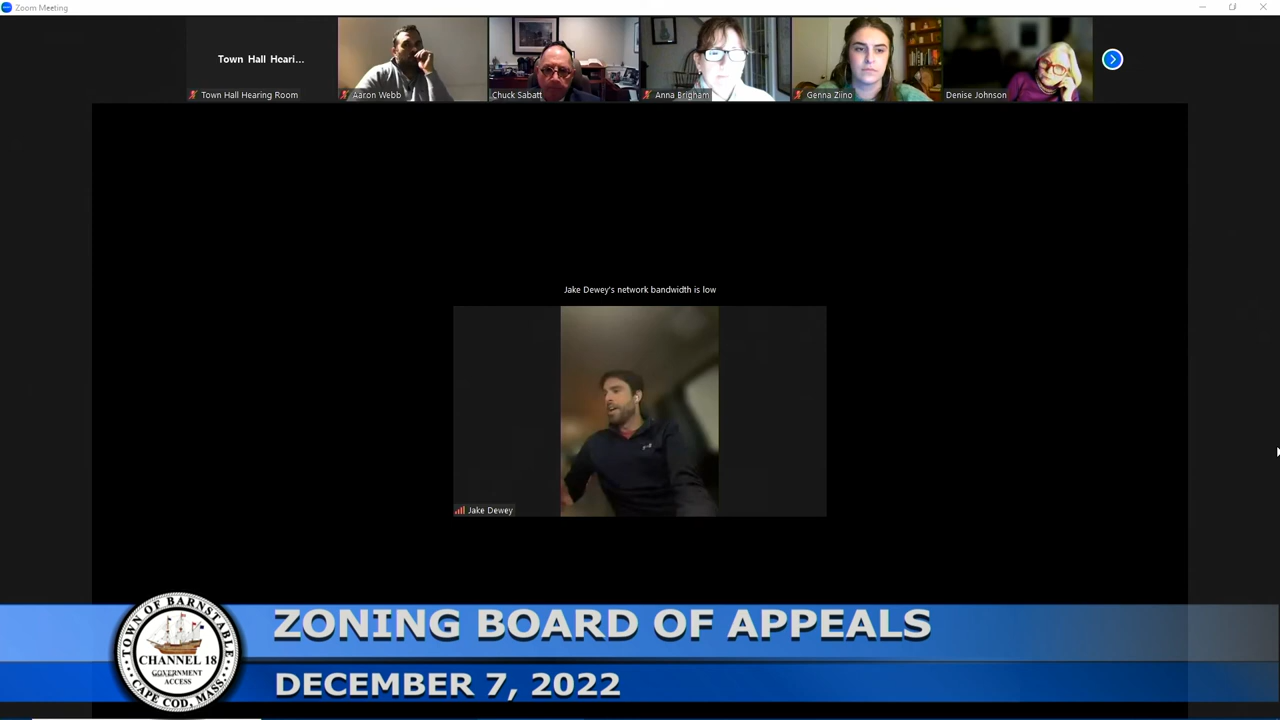 Zoom Meeting
Town Hall Heari...
Town Hall Hearing Room
Aaron Webb
Chuck Sabatt
Anna Brigham
Genna Ziino
Denise Johnson
Jake Dewey's network bandwidth is low
Jake Dewey
TOWN OF BARNSTABLE
CHANNEL 18
GOVERNMENT
ACCESS
CAPE COD, MASS.
ZONING BOARD OF APPEALS
DECEMBER 7, 2022